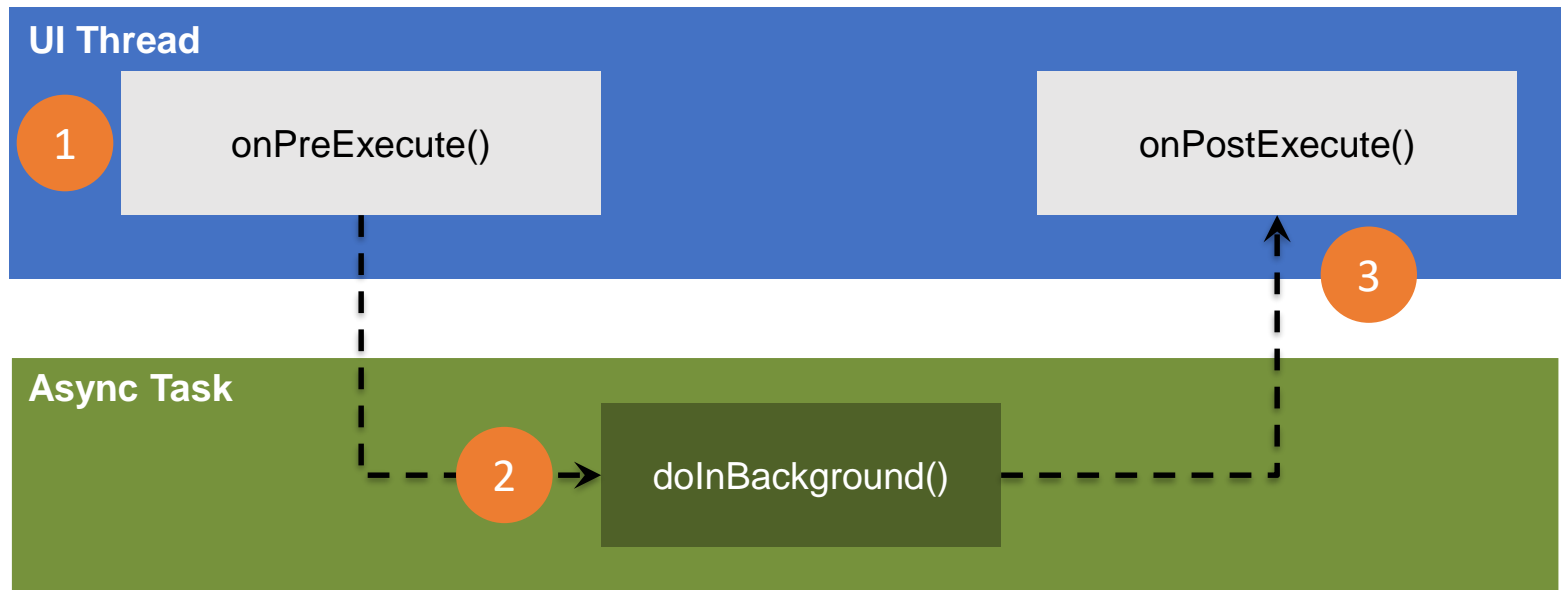 UI Thread
1
onPreExecute()
onPostExecute()
3
Async Task
2
doInBackground()